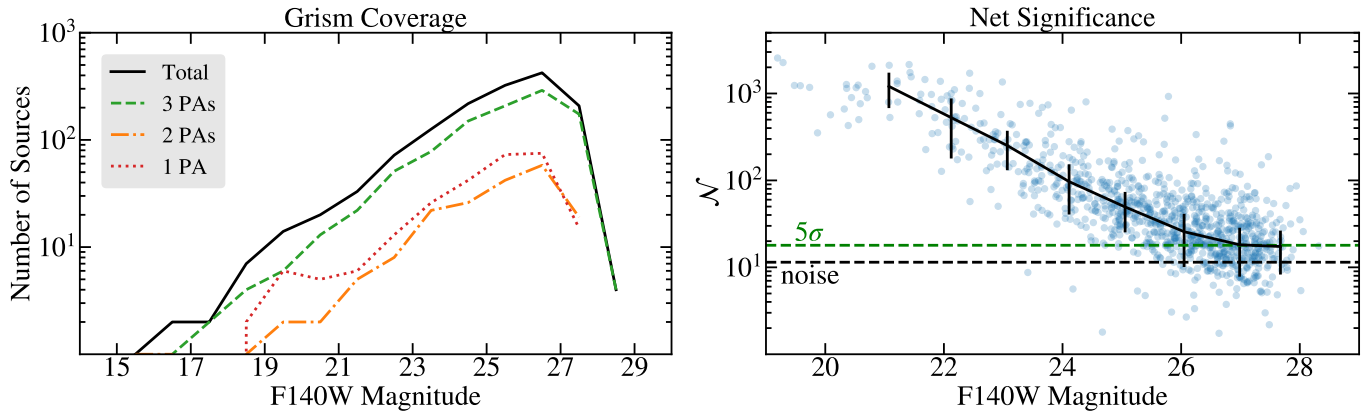 Grism Coverage
10³
10²
10¹
Number of Sources
Total
3 PAs
2 PAs
1 PA
15 17 19 21 23 25 27 29
F140W Magnitude
Net Significance
10³
10²
10¹
𝒩
5σ
noise
20 22 24 26 28
F140W Magnitude